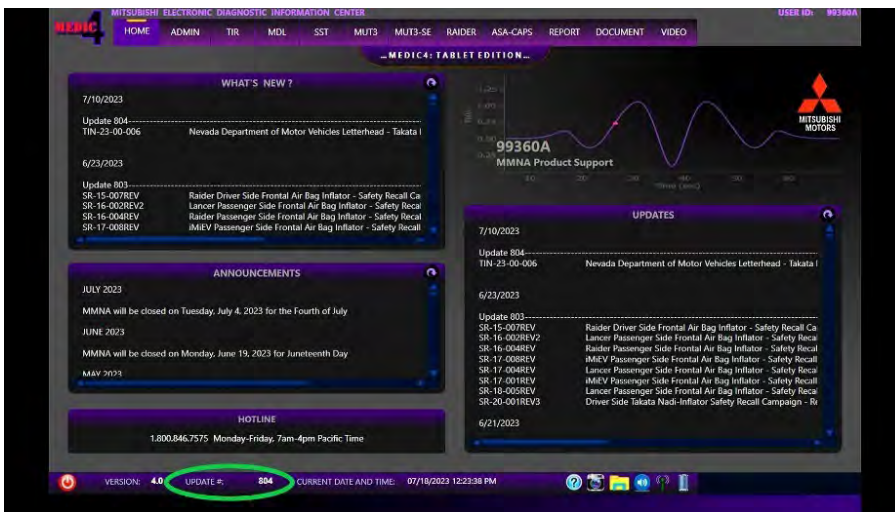 MITSUBISHI ELECTRONIC DIAGNOSTIC INFORMATION CENTER
USER ID: 99360A
MEDIC4
HOME ADMIN TIR MDL SST MUT3 MUT3-SE RAIDER ASA-CAPS REPORT DOCUMENT VIDEO
...MEDIC4: TABLET EDITION...
WHAT'S NEW ?
7/10/2023
Update 804
TIN-23-00-006 Nevada Department of Motor Vehicles Letterhead - Takata
6/23/2023
Update 803
SR-15-007REV Raider Driver Side Frontal Air Bag Inflator - Safety Recall Ca
SR-16-002REV2 Lancer Passenger Side Frontal Air Bag Inflator - Safety Recal
SR-16-004REV Raider Passenger Side Frontal Air Bag Inflator - Safety Recal
SR-17-008REV iMiEV Passenger Side Frontal Air Bag Inflator - Safety Recall
99360A
MMNA Product Support
MITSUBISHI
MOTORS
ANNOUNCEMENTS
JULY 2023
MMNA will be closed on Tuesday, July 4, 2023 for the Fourth of July
JUNE 2023
MMNA will be closed on Monday, June 19, 2023 for Juneteenth Day
MAY 2023
HOTLINE
1.800.846.7575 Monday-Friday, 7am-4pm Pacific Time
UPDATES
7/10/2023
Update 804
TIN-23-00-006 Nevada Department of Motor Vehicles Letterhead - Takata
6/23/2023
Update 803
SR-15-007REV Raider Driver Side Frontal Air Bag Inflator - Safety Recall Ca
SR-16-002REV2 Lancer Passenger Side Frontal Air Bag Inflator - Safety Recal
SR-16-004REV Raider Passenger Side Frontal Air Bag Inflator - Safety Recal
SR-17-008REV iMiEV Passenger Side Frontal Air Bag Inflator - Safety Recall
SR-17-004REV Lancer Passenger Side Frontal Air Bag Inflator - Safety Recal
SR-17-001REV iMiEV Passenger Side Frontal Air Bag Inflator - Safety Recall
SR-18-005REV Lancer Passenger Side Frontal Air Bag Inflator - Safety Recal
SR-20-001REV3 Driver Side Takata Nadi-Inflator Safety Recall Campaign - Re
6/21/2023
VERSION: 4.0 UPDATE #: 804 CURRENT DATE AND TIME: 07/18/2023 12:23:38 PM